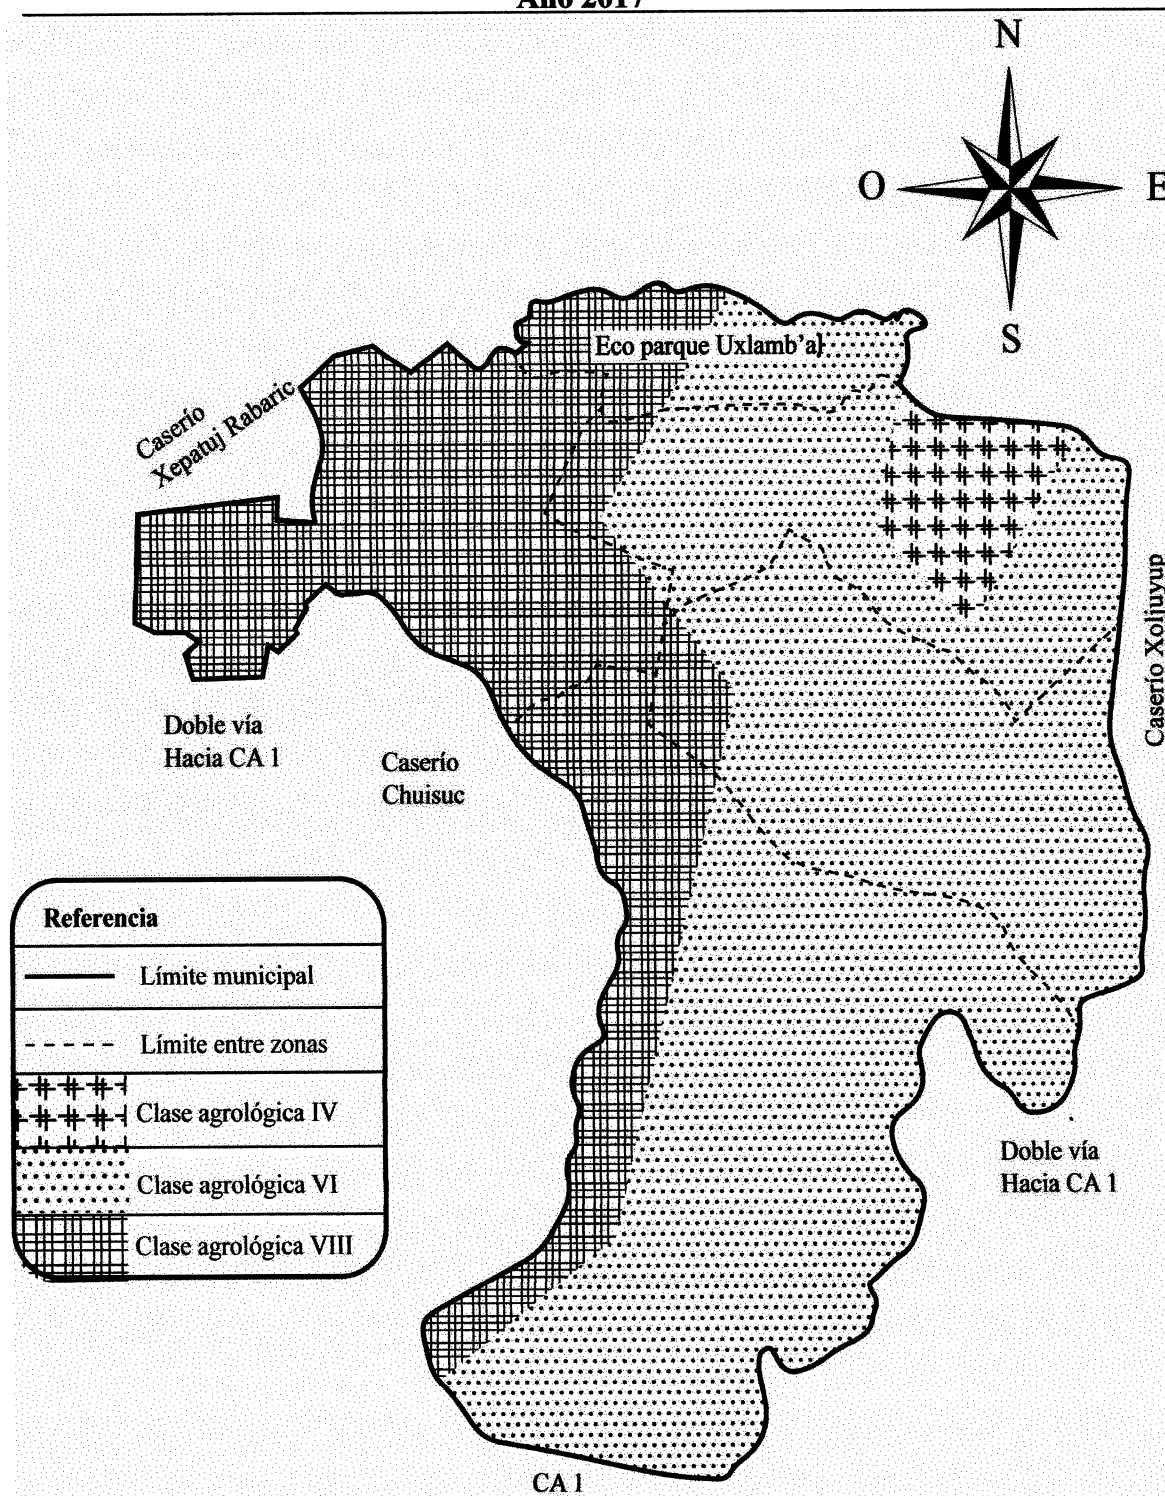 Año 2017
N
O
E
S
Eco parque Uxlamb'al
Caserío
Xepatuj Rabaric
Caserío Xoljuyup
Doble vía
Hacia CA 1
Caserío
Chuisuc
Referencia
Límite municipal
Límite entre zonas
Clase agrológica IV
Clase agrológica VI
Clase agrológica VIII
Doble vía
Hacia CA 1
CA 1